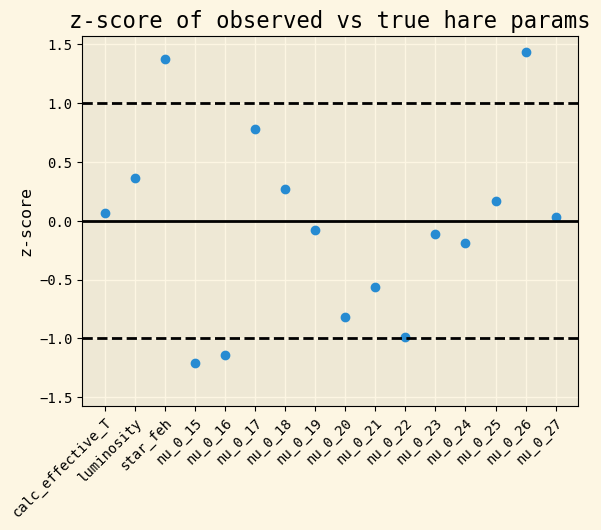 z-score of observed vs true hare params
z-score
1.5
1.0
0.5
0.0
−0.5
−1.0
−1.5
calc_effective_T
luminosity
star_feh
nu_0_15
nu_0_16
nu_0_17
nu_0_18
nu_0_19
nu_0_20
nu_0_21
nu_0_22
nu_0_23
nu_0_24
nu_0_25
nu_0_26
nu_0_27